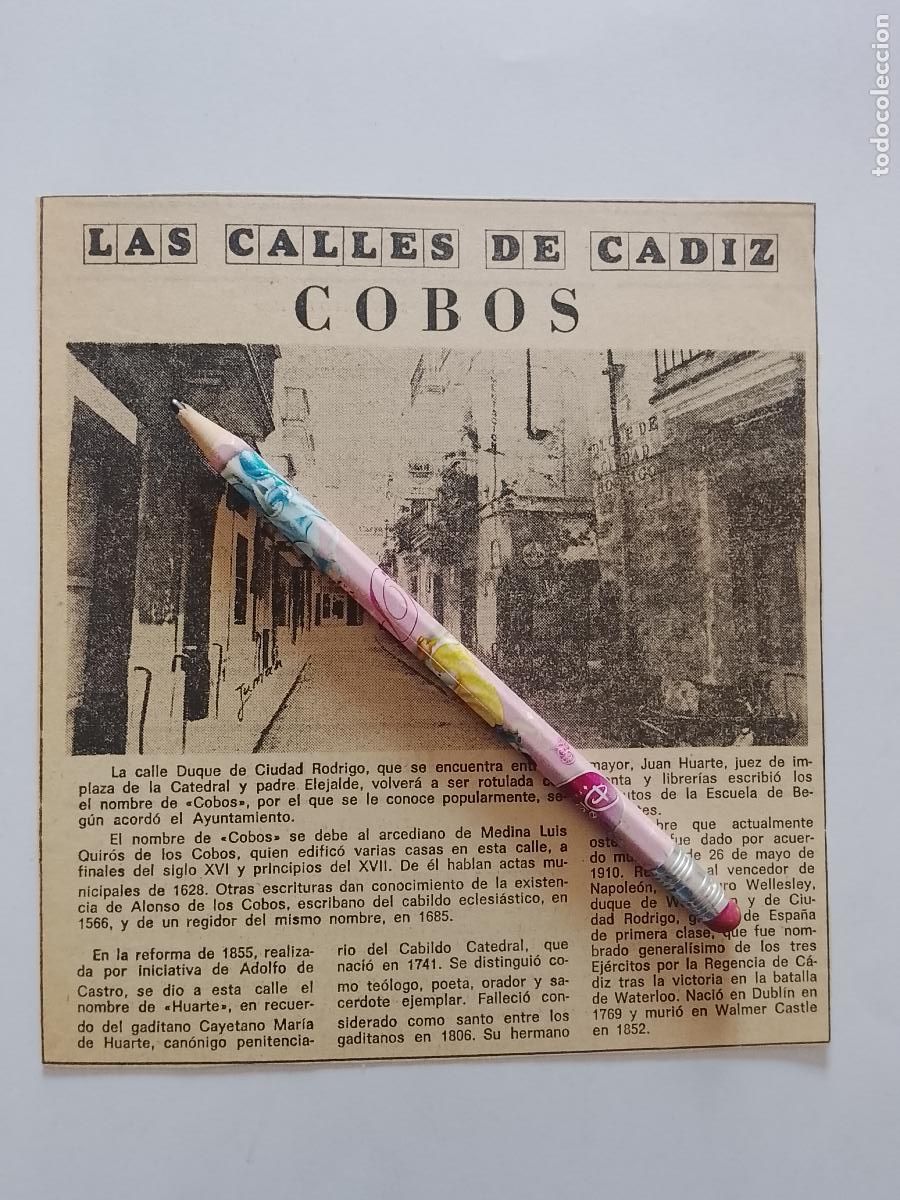 todocoleccion
LAS CALLES DE CADIZ
COBOS
DUQUE DE
CIUDAD
RODRIGO
La calle Duque de Ciudad Rodrigo, que se encuentra
plaza de la Catedral y padre Elejalde, volverá a ser rotulada
el nombre de «Cobos», por el que se le conoce popularmente, se-
gún acordó el Ayuntamiento.
El nombre de «Cobos» se debe al arcediano de Medina Luis
Quirós de los Cobos, quien edificó varias casas en esta calle, a
finales del siglo XVI y principios del XVII. De él hablan actas mu-
nicipales de 1628. Otras escrituras dan conocimiento de la existen-
cia de Alonso de los Cobos, escribano del cabildo eclesiástico, en
1566, y de un regidor del mismo nombre, en 1685.
En la reforma de 1855, realiza-
da por iniciativa de Adolfo de
Castro, se dio a esta calle el
nombre de «Huarte», en recuer-
do del gaditano Cayetano María
de Huarte, canónigo penitencia-
rio del Cabildo Catedral, que
nació en 1741. Se distinguió co-
mo teólogo, poeta, orador y sa-
cerdote ejemplar. Falleció con-
siderado como santo entre los
gaditanos en 1806. Su hermano
mayor, Juan Huarte, juez de im-
y librerías escribió los
de la Escuela de Be-
que actualmente
fue dado por acuer-
do de 26 de mayo de
1910. al vencedor de
Napoleón, Wellesley,
duque de y de Ciu-
dad Rodrigo, de España
de primera clase, que fue nom-
brado generalísimo de los tres
Ejércitos por la Regencia de Cá-
diz tras la victoria en la batalla
de Waterloo. Nació en Dublín en
1769 y murió en Walmer Castle
en 1852.